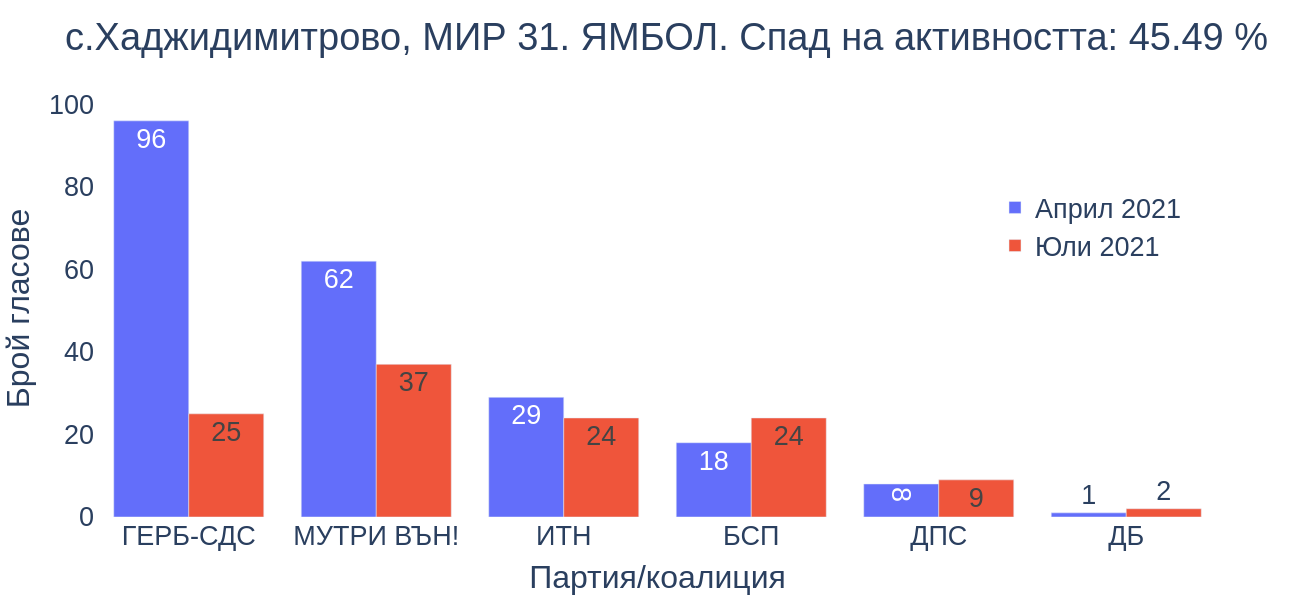 с.Хаджидимитрово, МИР 31. ЯМБОЛ. Спад на активността: 45.49 %
100
80
60
40
20
0
Брой гласове
96
25
62
37
29
24
18
24
8
9
1
2
Април 2021
Юли 2021
ГЕРБ-СДС
МУТРИ ВЪН!
ИТН
БСП
ДПС
ДБ
Партия/коалиция